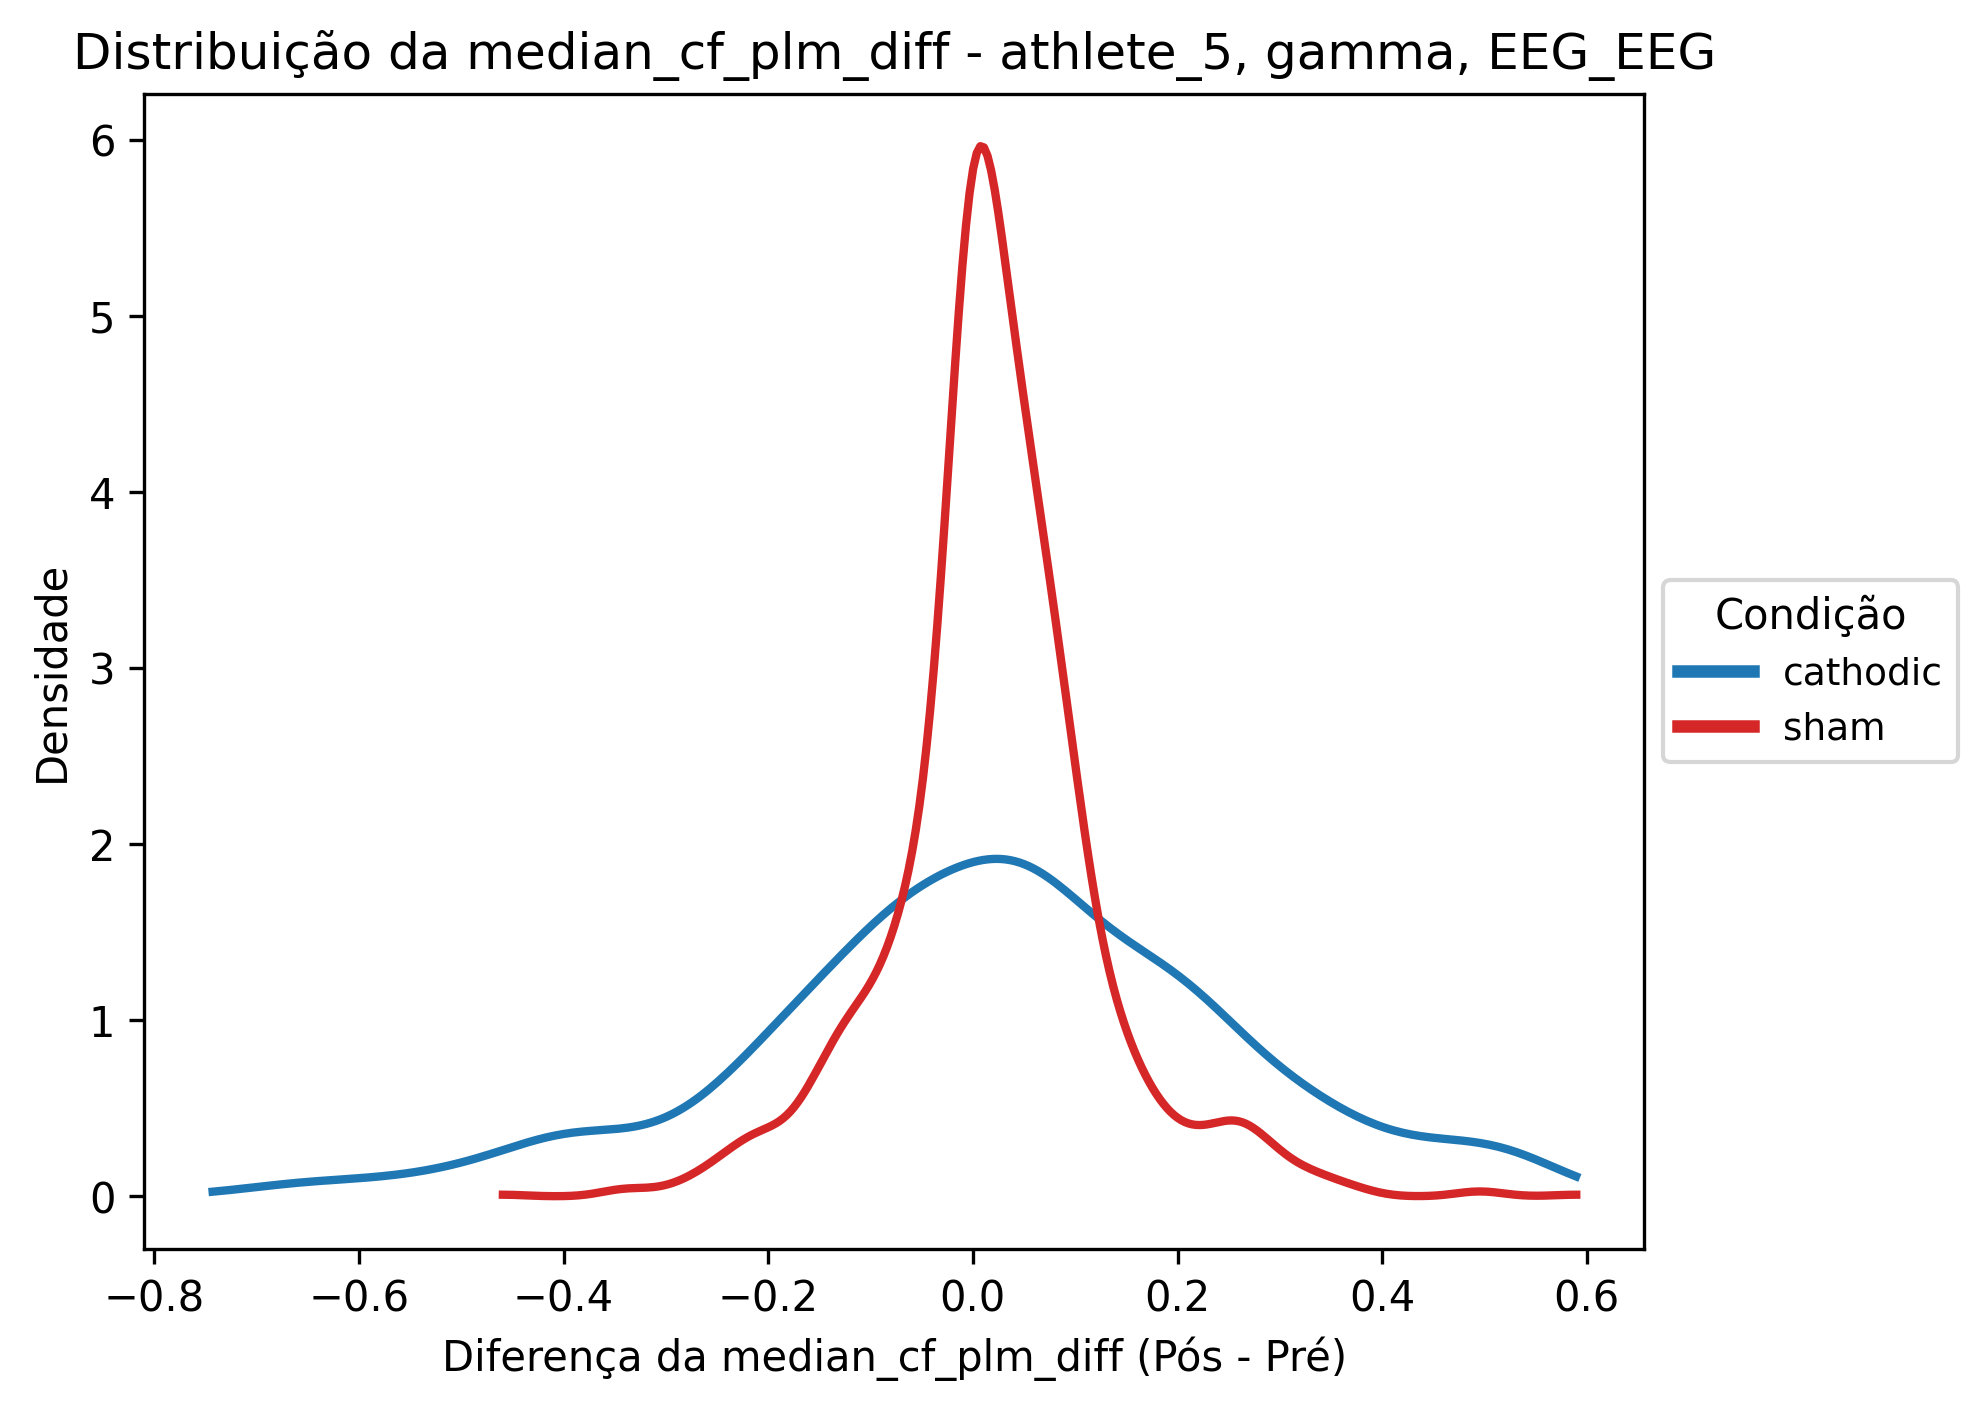 Distribuição da median_cf_plm_diff - athlete_5, gamma, EEG_EEG
6
5
4
3
2
1
0
Densidade
−0.8 −0.6 −0.4 −0.2 0.0 0.2 0.4 0.6
Diferença da median_cf_plm_diff (Pós - Pré)
Condição
cathodic
sham